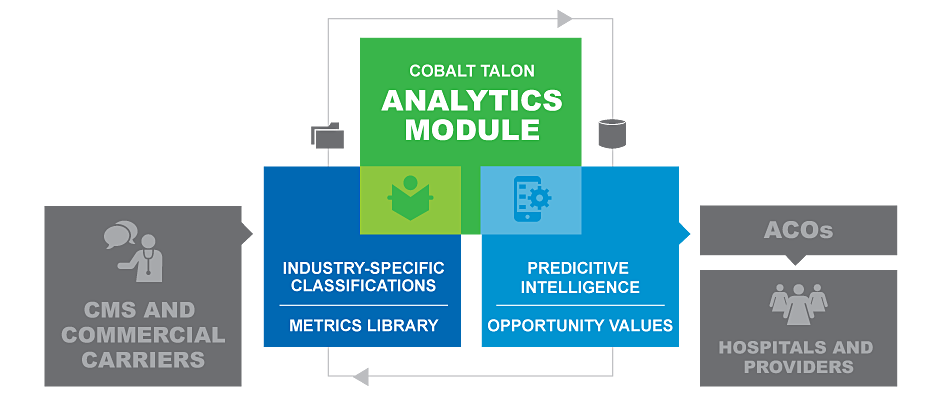 COBALT TALON
ANALYTICS
MODULE
INDUSTRY-SPECIFIC
CLASSIFICATIONS
METRICS LIBRARY
PREDICITIVE
INTELLIGENCE
OPPORTUNITY VALUES
CMS AND
COMMERCIAL
CARRIERS
ACOs
HOSPITALS AND
PROVIDERS